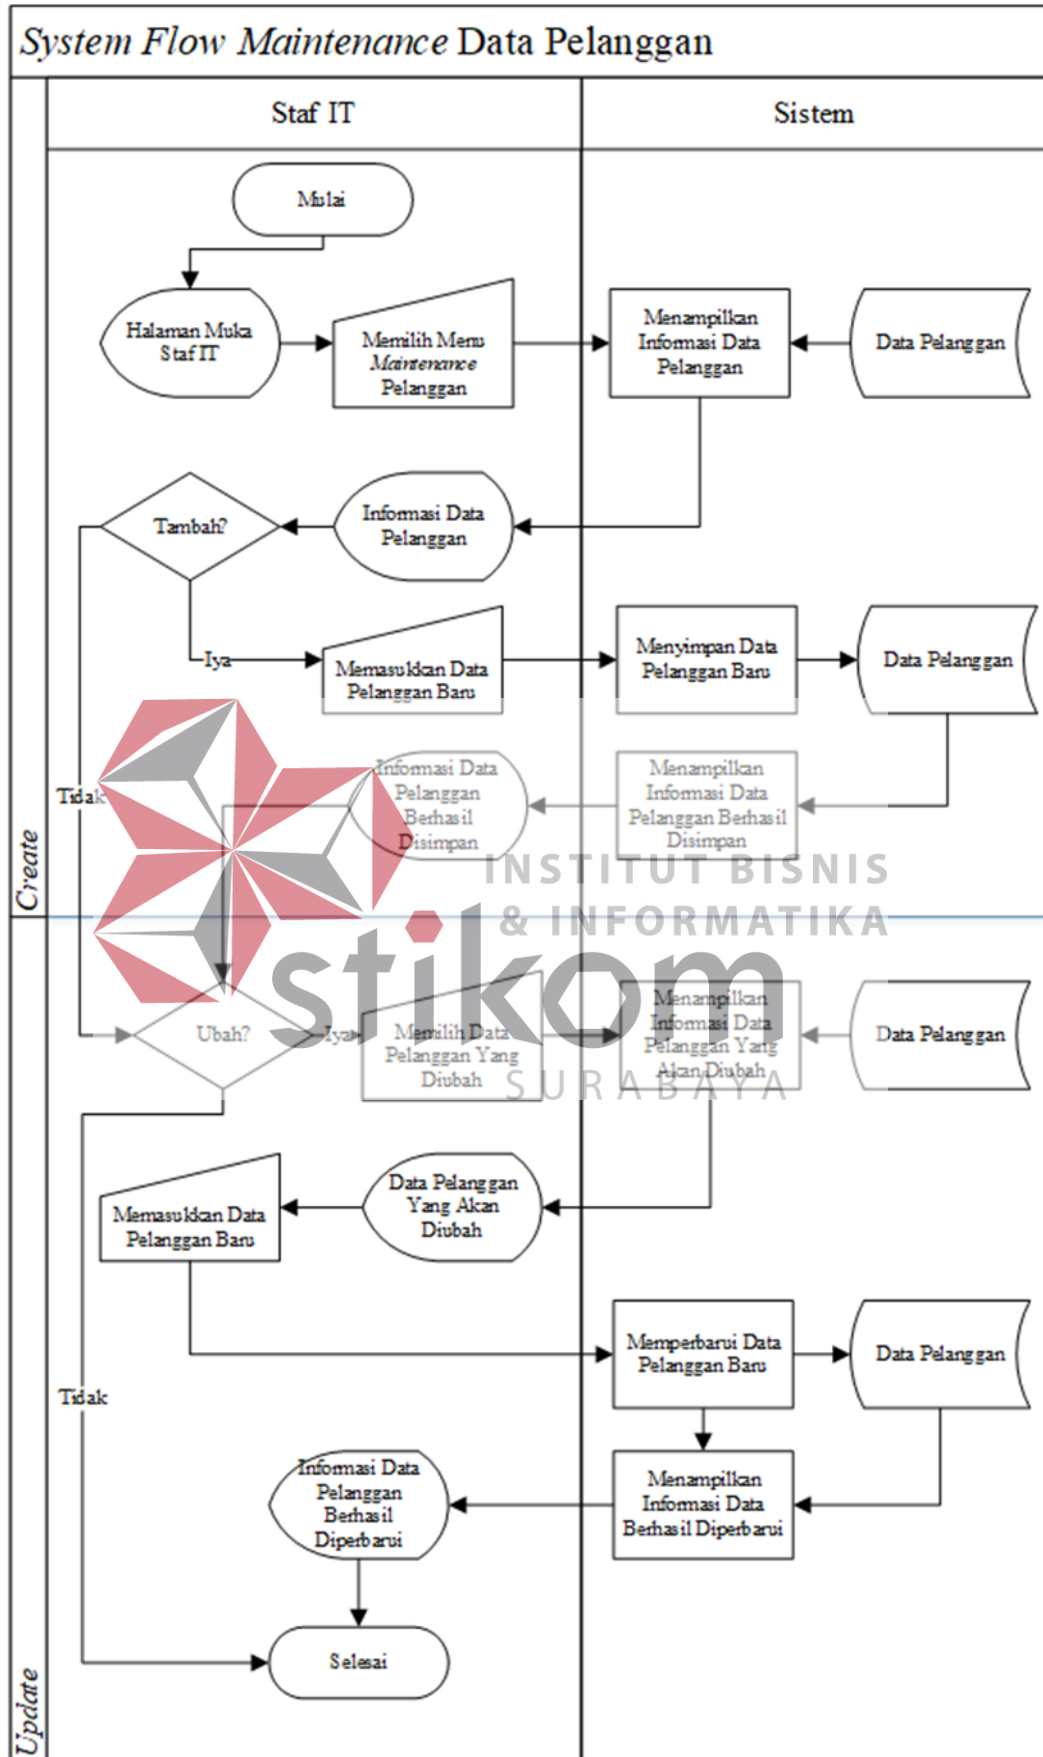 System Flow Maintenance Data Pelanggan
Staf IT
Sistem
Mulai
Halaman Muka
Staf IT
Memilih Menu
Maintenance
Pelanggan
Menampilkan
Informasi Data
Pelanggan
Data Pelanggan
Tambah?
Informasi Data
Pelanggan
Iya
Memasukkan Data
Pelanggan Baru
Menyimpan Data
Pelanggan Baru
Data Pelanggan
Tidak
Informasi Data
Pelanggan
Berhasil
Disimpan
Menampilkan
Informasi Data
Pelanggan Berhasil
Disimpan
Create
INSTITUT BISNIS
& INFORMATIKA
stikom
SURABAYA
Ubah?
Iya
Memilih Data
Pelanggan Yang
Diubah
Menampilkan
Informasi Data
Pelanggan Yang
Akan Diubah
Data Pelanggan
Memasukkan Data
Pelanggan Baru
Data Pelanggan
Yang Akan
Diubah
Memperbarui Data
Pelanggan Baru
Data Pelanggan
Tidak
Informasi Data
Pelanggan
Berhasil
Diperbarui
Menampilkan
Informasi Data
Berhasil Diperbarui
Selesai
Update